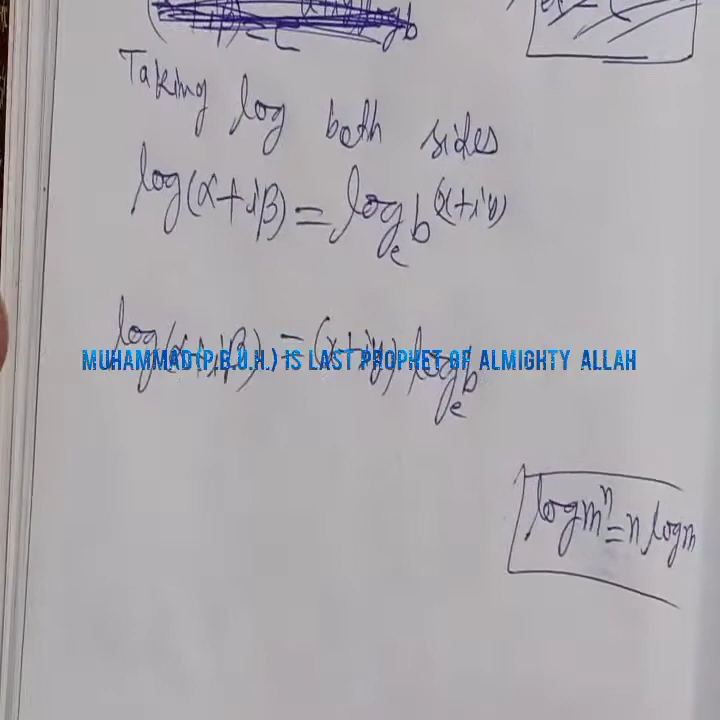 Taking log both sides
log(α+iβ) = logₑ b^(x+iy)
log(α+iβ) = (x+iy) logₑ b
MUHAMMAD(P.B.U.H.) IS LAST PROPHET OF ALMIGHTY ALLAH
log mⁿ = n log m